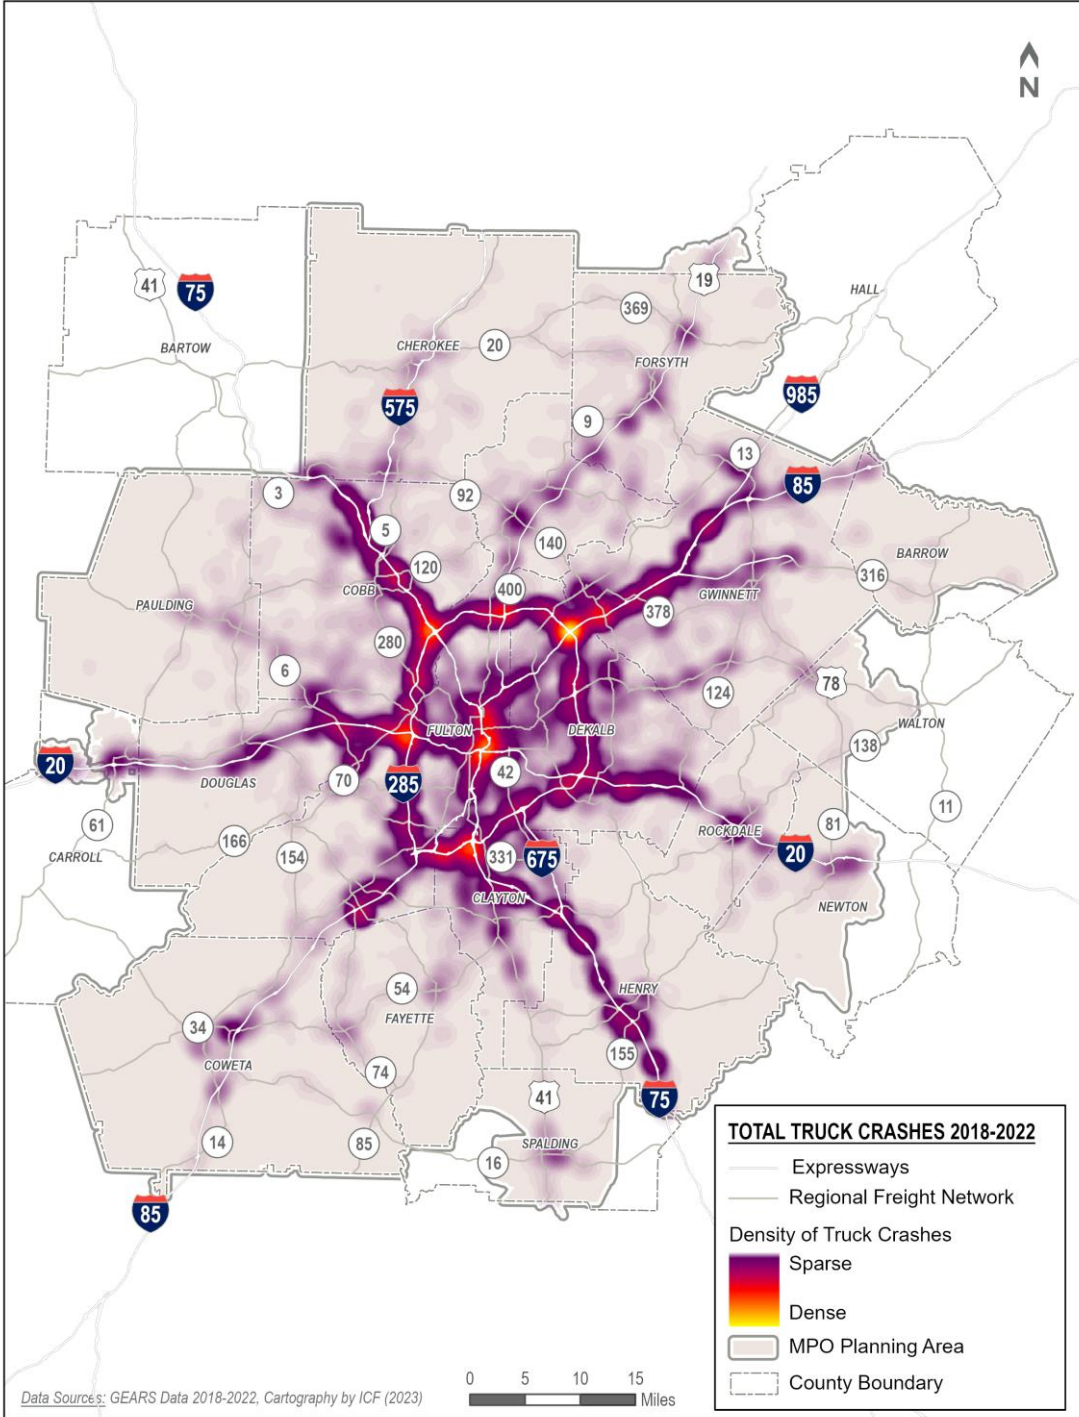 N
19
41
75
HALL
369
BARTOW
CHEROKEE
20
FORSYTH
985
575
9
13
85
3
92
5
140
BARROW
120
316
COBB
400
GWINNETT
PAULDING
378
280
6
78
124
FULTON
DEKALB
WALTON
138
20
42
DOUGLAS
70
285
11
61
81
ROCKDALE
166
CARROLL
154
331
675
20
CLAYTON
NEWTON
54
HENRY
FAYETTE
34
155
COWETA
74
41
75
14
85
SPALDING
16
85
TOTAL TRUCK CRASHES 2018-2022
Expressways
Regional Freight Network
Density of Truck Crashes
Sparse
Dense
MPO Planning Area
County Boundary
0 5 10 15
Miles
Data Sources: GEARS Data 2018-2022, Cartography by ICF (2023)